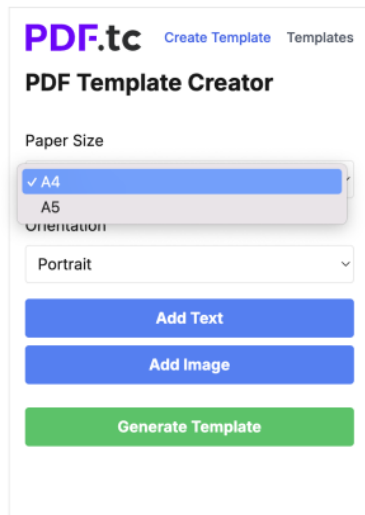 PDF.tc Create Template Templates
PDF Template Creator
Paper Size
✓ A4
A5
Orientation
Portrait
Add Text
Add Image
Generate Template